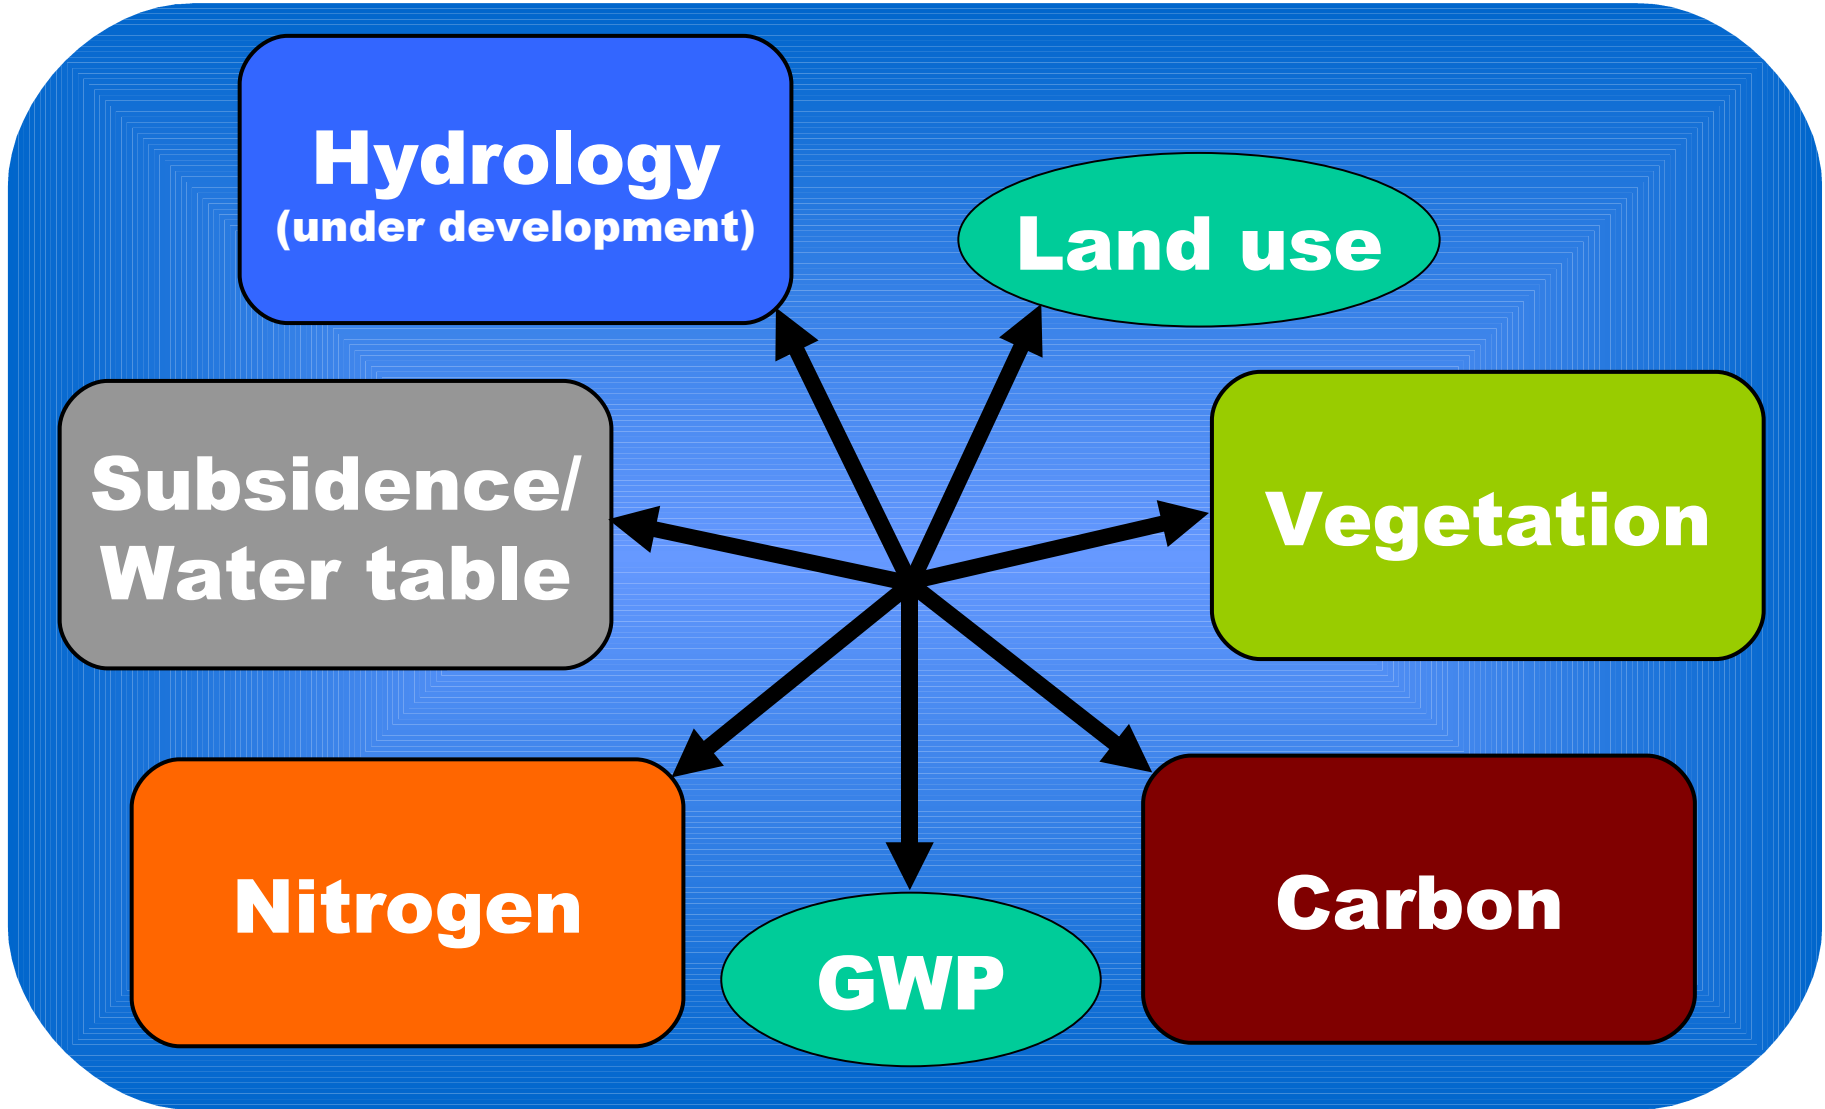 Hydrology
(under development)
Land use
Subsidence/
Water table
Vegetation
Nitrogen
Carbon
GWP